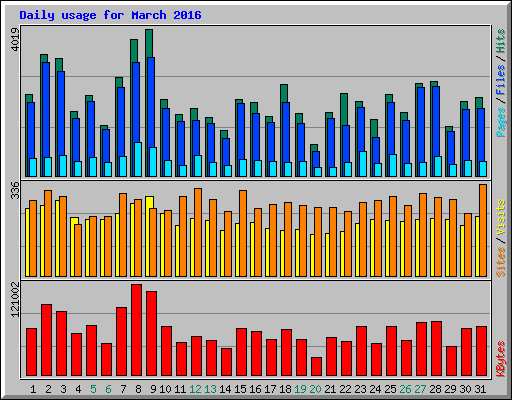 Daily usage for March 2016
4019
Pages/Files/Hits
336
Sites/Visits
121002
KBytes
1 2 3 4 5 6 7 8 9 10 11 12 13 14 15 16 17 18 19 20 21 22 23 24 25 26 27 28 29 30 31